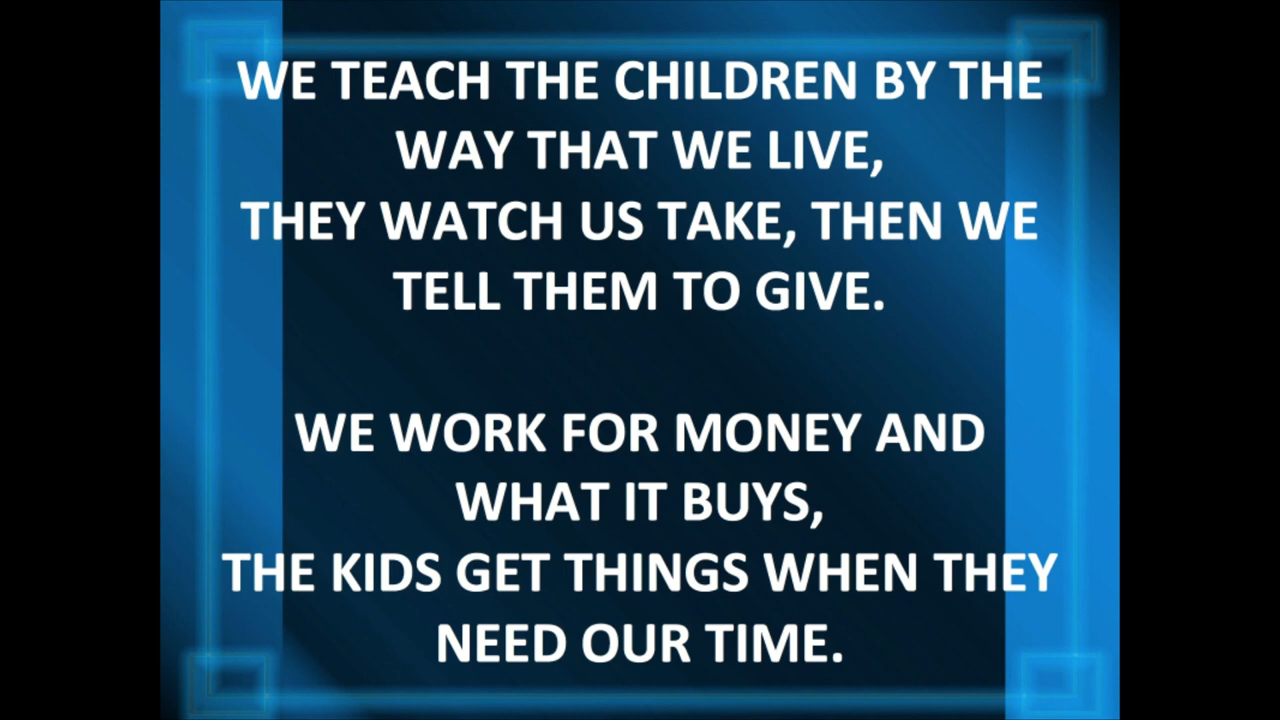 WE TEACH THE CHILDREN BY THE
WAY THAT WE LIVE,
THEY WATCH US TAKE, THEN WE
TELL THEM TO GIVE.
WE WORK FOR MONEY AND
WHAT IT BUYS,
THE KIDS GET THINGS WHEN THEY
NEED OUR TIME.